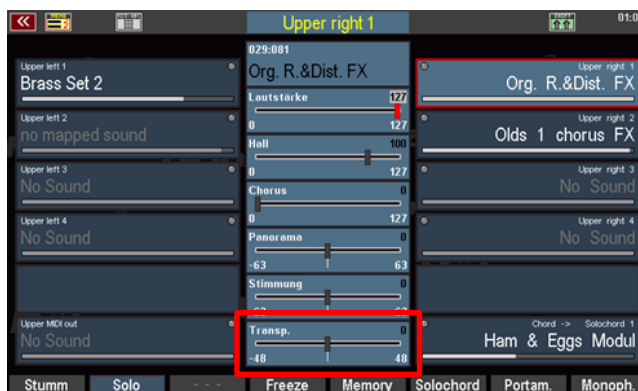 Upper right 1
01:0
Upper left 1
Brass Set 2
Upper left 2
no mapped sound
Upper left 3
No Sound
Upper left 4
No Sound
Upper MIDI out
No Sound
029:081
Org. R.&Dist. FX
Lautstärke 127
0 127
Hall 100
0 127
Chorus 0
0 127
Panorama 0
-63 63
Stimmung 0
-63 63
Transp. 0
-48 48
Upper right 1
Org. R.&Dist. FX
Upper right 2
Olds 1 chorus FX
Upper right 3
No Sound
Upper right 4
No Sound
Chord -> Solochord 1
Ham & Eggs Modul
Stumm Solo - - - Freeze Memory Solochord Portam. Monoph.